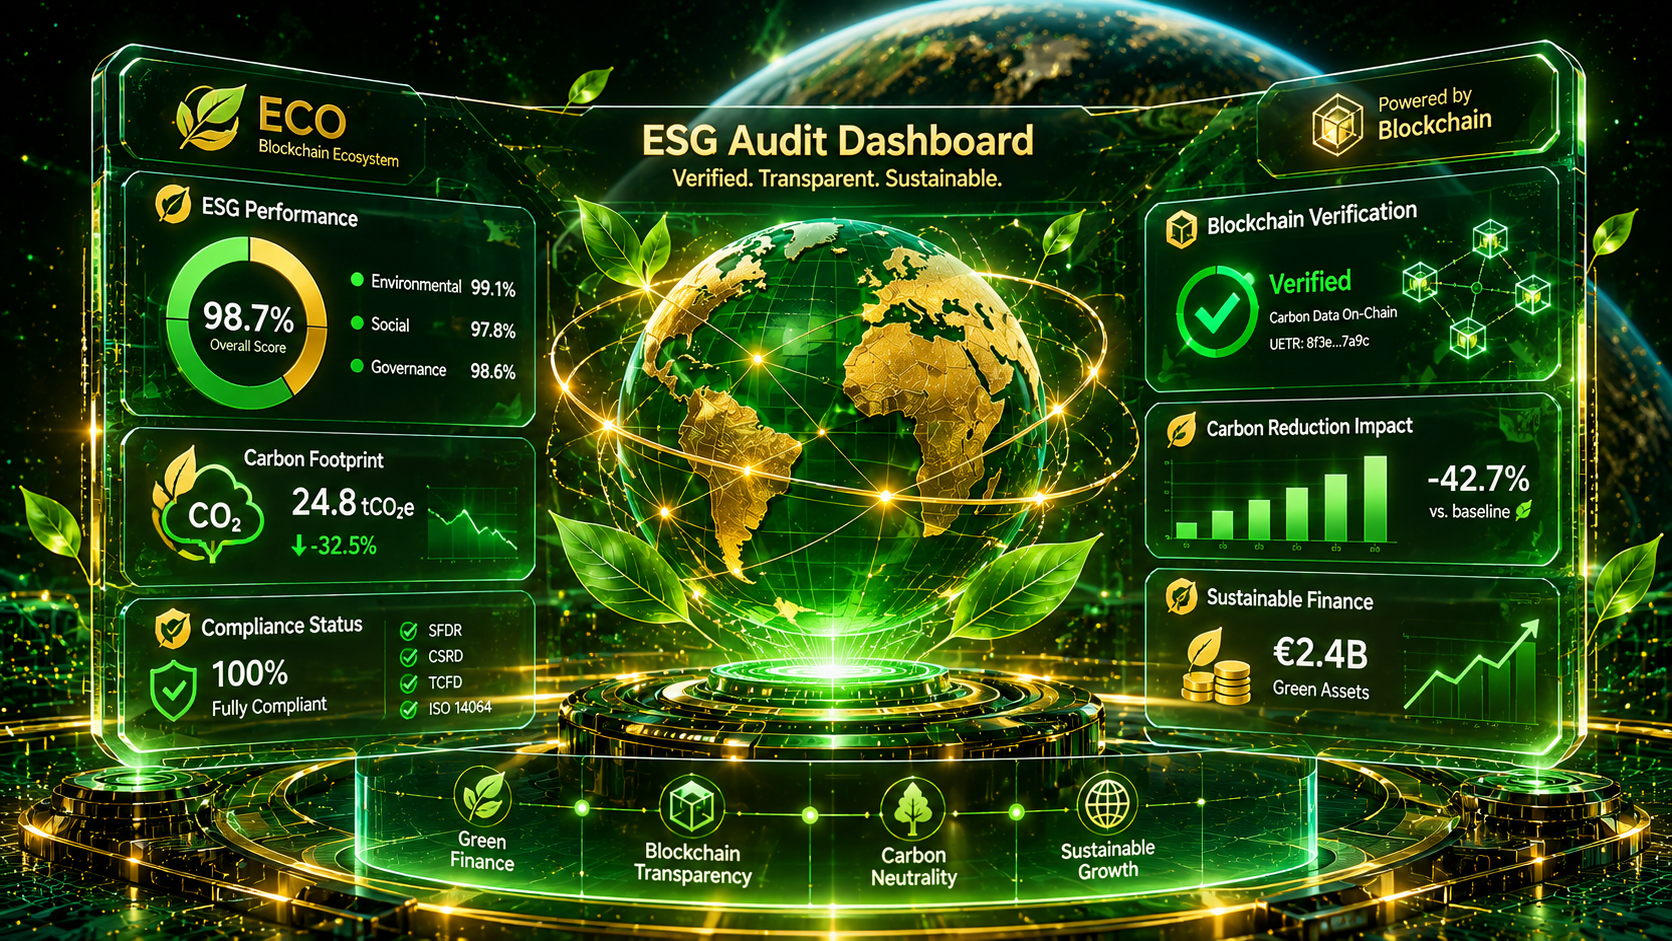 ECO
Blockchain Ecosystem
ESG Audit Dashboard
Verified. Transparent. Sustainable.
Powered by
Blockchain
ESG Performance
98.7%
Overall Score
Environmental 99.1%
Social 97.8%
Governance 98.6%
Carbon Footprint
CO₂
24.8 tCO₂e
-32.5%
Compliance Status
100%
Fully Compliant
SFDR
CSRD
TCFD
ISO 14064
Blockchain Verification
Verified
Carbon Data On-Chain
UETR: 8f3e...7a9c
Carbon Reduction Impact
-42.7%
vs. baseline
Sustainable Finance
€2.4B
Green Assets
Green
Finance
Blockchain
Transparency
Carbon
Neutrality
Sustainable
Growth